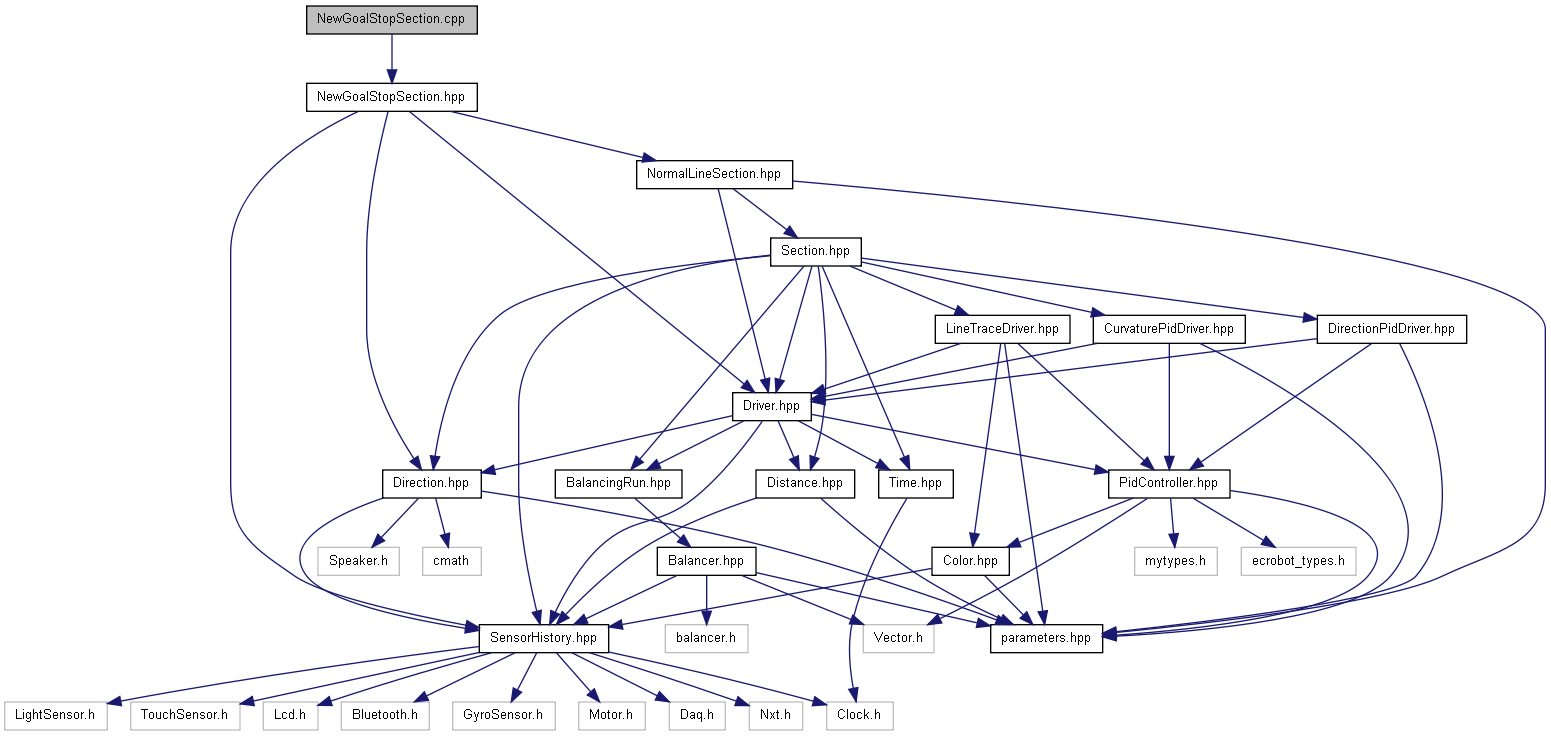 NewGoalStopSection.cpp
NewGoalStopSection.hpp
NormalLineSection.hpp
Section.hpp
LineTraceDriver.hpp
CurvaturePidDriver.hpp
DirectionPidDriver.hpp
Driver.hpp
Direction.hpp
BalancingRun.hpp
Distance.hpp
Time.hpp
PidController.hpp
Speaker.h
cmath
Balancer.hpp
Color.hpp
mytypes.h
ecrobot_types.h
SensorHistory.hpp
balancer.h
Vector.h
parameters.hpp
LightSensor.h
TouchSensor.h
Lcd.h
Bluetooth.h
GyroSensor.h
Motor.h
Daq.h
Nxt.h
Clock.h